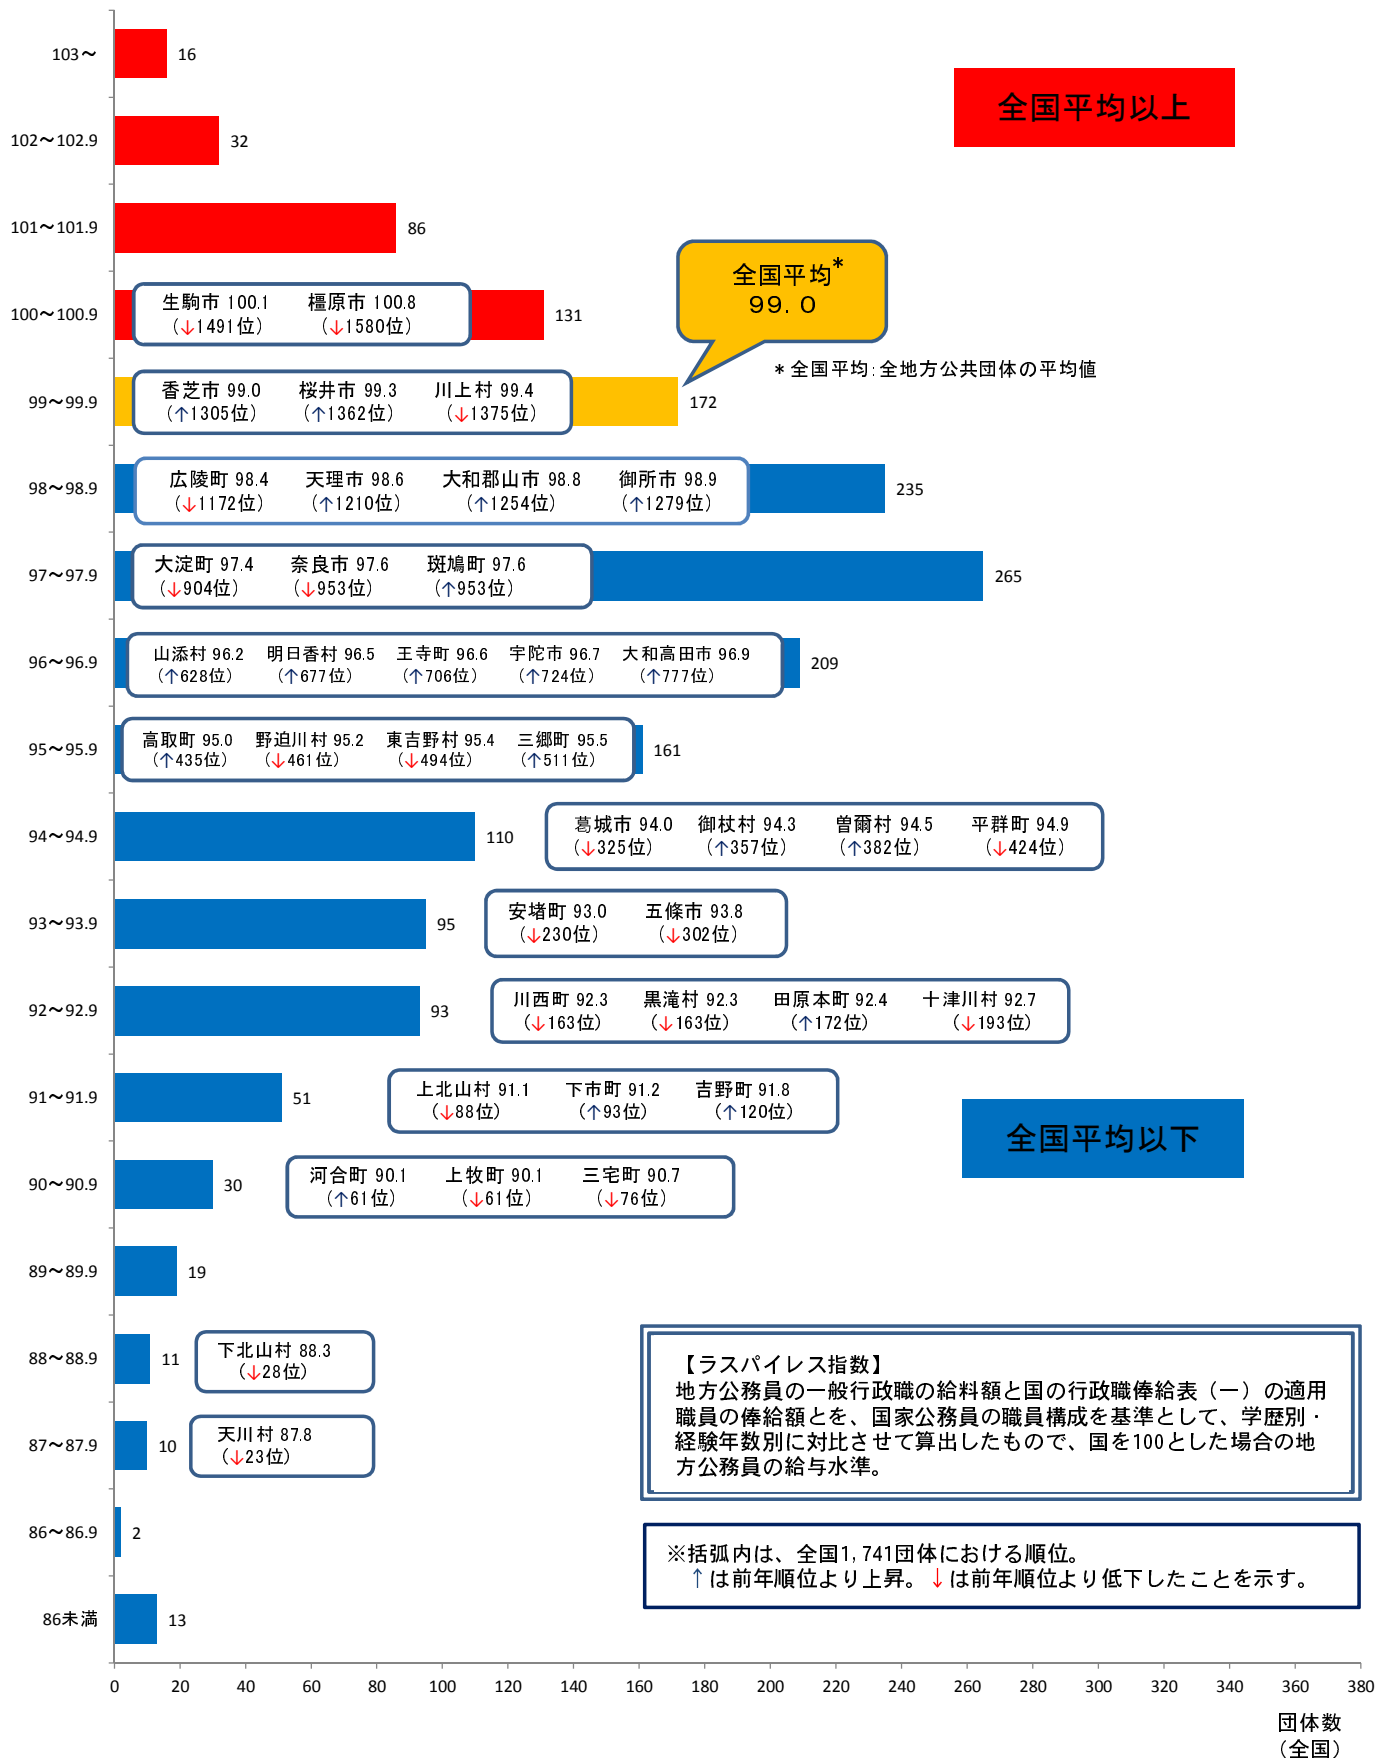 103～
16
全国平均以上
102～102.9
32
101～101.9
86
全国平均*
99.0
100～100.9
生駒市 100.1 橿原市 100.8
(↓1491位) (↓1580位)
131
*全国平均:全地方公共団体の平均値
99～99.9
香芝市 99.0 桜井市 99.3 川上村 99.4
(↑1305位) (↑1362位) (↓1375位)
172
98～98.9
広陵町 98.4 天理市 98.6 大和郡山市 98.8 御所市 98.9
(↓1172位) (↑1210位) (↑1254位) (↑1279位)
235
97～97.9
大淀町 97.4 奈良市 97.6 斑鳩町 97.6
(↓904位) (↓953位) (↑953位)
265
96～96.9
山添村 96.2 明日香村 96.5 王寺町 96.6 宇陀市 96.7 大和高田市 96.9
(↑628位) (↑677位) (↑706位) (↑724位) (↑777位)
209
95～95.9
高取町 95.0 野迫川村 95.2 東吉野村 95.4 三郷町 95.5
(↑435位) (↓461位) (↓494位) (↑511位)
161
94～94.9
110
葛城市 94.0 御杖村 94.3 曽爾村 94.5 平群町 94.9
(↓325位) (↑357位) (↑382位) (↓424位)
93～93.9
95
安堵町 93.0 五條市 93.8
(↓230位) (↓302位)
92～92.9
93
川西町 92.3 黒滝村 92.3 田原本町 92.4 十津川村 92.7
(↓163位) (↓163位) (↑172位) (↓193位)
91～91.9
51
上北山村 91.1 下市町 91.2 吉野町 91.8
(↓88位) (↑93位) (↑120位)
全国平均以下
90～90.9
30
河合町 90.1 上牧町 90.1 三宅町 90.7
(↑61位) (↓61位) (↓76位)
89～89.9
19
88～88.9
11
下北山村 88.3
(↓28位)
【ラスパイレス指数】
地方公務員の一般行政職の給料額と国の行政職俸給表（一）の適用
職員の俸給額とを、国家公務員の職員構成を基準として、学歴別・
経験年数別に対比させて算出したもので、国を100とした場合の地
方公務員の給与水準。
87～87.9
10
天川村 87.8
(↓23位)
86～86.9
2
※括弧内は、全国1,741団体における順位。
↑は前年順位より上昇。↓は前年順位より低下したことを示す。
86未満
13
0 20 40 60 80 100 120 140 160 180 200 220 240 260 280 300 320 340 360 380
団体数
(全国)